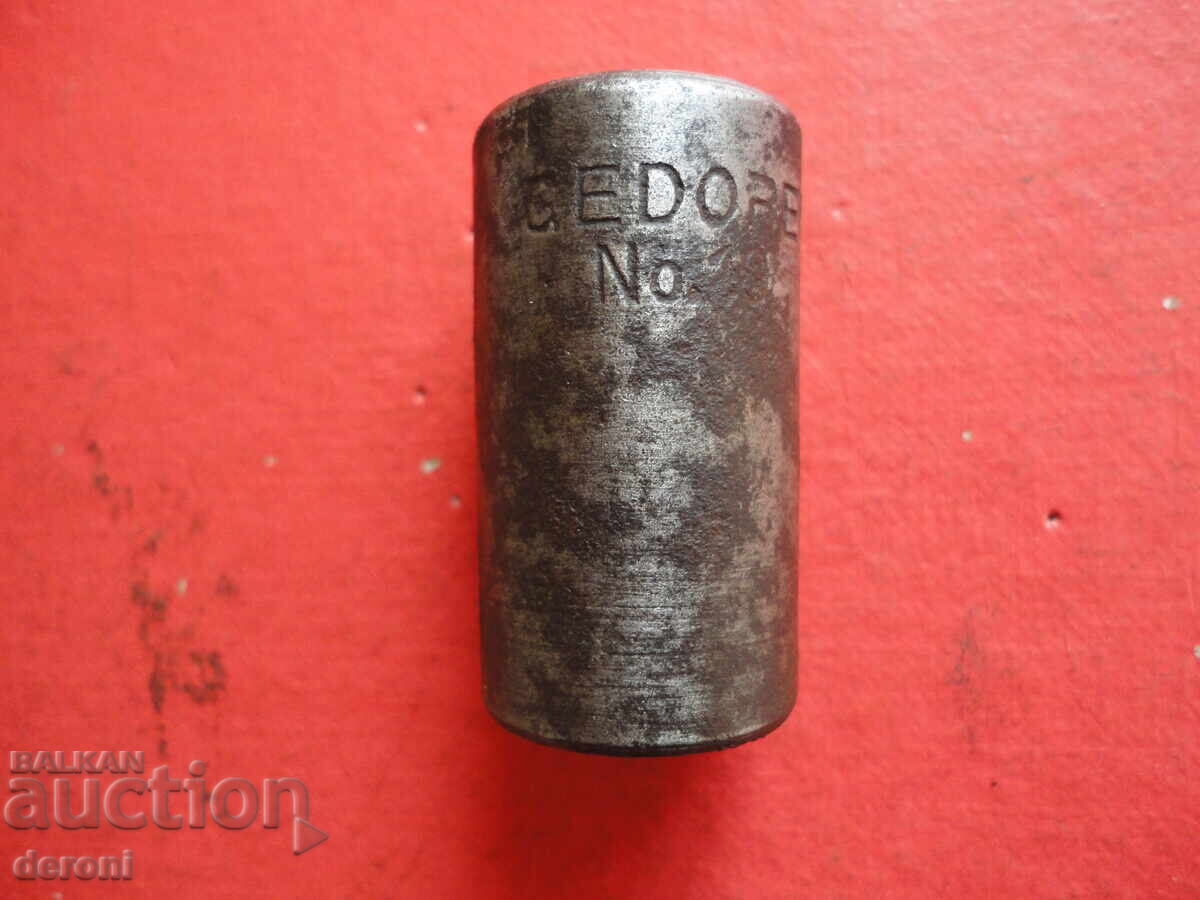 GEDORE
No.
BALKAN
auction
deroni